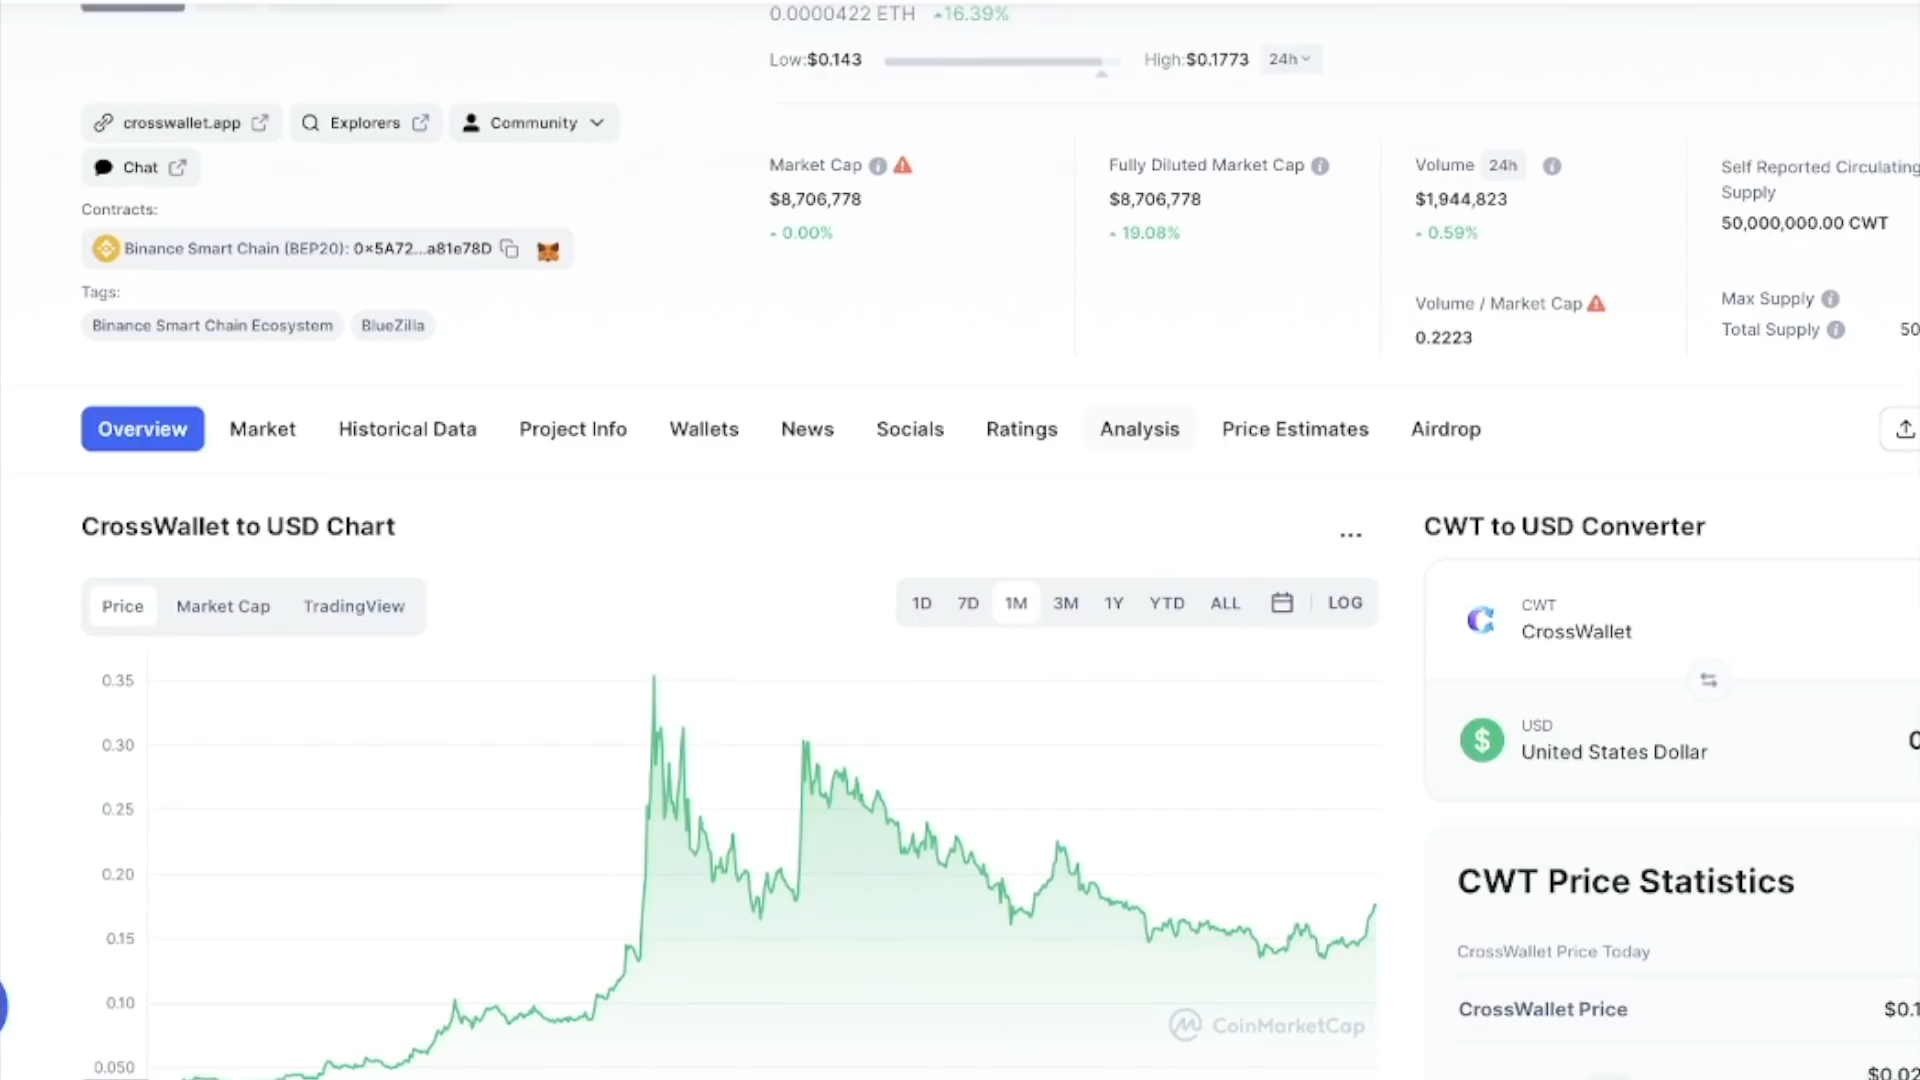 0.0000422 ETH 16.39%
Low:$0.143 High:$0.1773 24h
crosswallet.app Explorers Community
Chat
Contracts:
Binance Smart Chain (BEP20): 0x5A72...a81e78D
Tags:
Binance Smart Chain Ecosystem BlueZilla
Market Cap
$8,706,778
0.00%
Fully Diluted Market Cap
$8,706,778
19.08%
Volume 24h
$1,944,823
0.59%
Volume / Market Cap
0.2223
Self Reported Circulating
Supply
50,000,000.00 CWT
Max Supply
Total Supply 50
Overview Market Historical Data Project Info Wallets News Socials Ratings Analysis Price Estimates Airdrop
CrossWallet to USD Chart
...
Price Market Cap TradingView
1D 7D 1M 3M 1Y YTD ALL LOG
0.35
0.30
0.25
0.20
0.15
0.10
0.050
CoinMarketCap
CWT to USD Converter
CWT
CrossWallet
USD
United States Dollar
0
CWT Price Statistics
CrossWallet Price Today
CrossWallet Price $0.1
$0.02